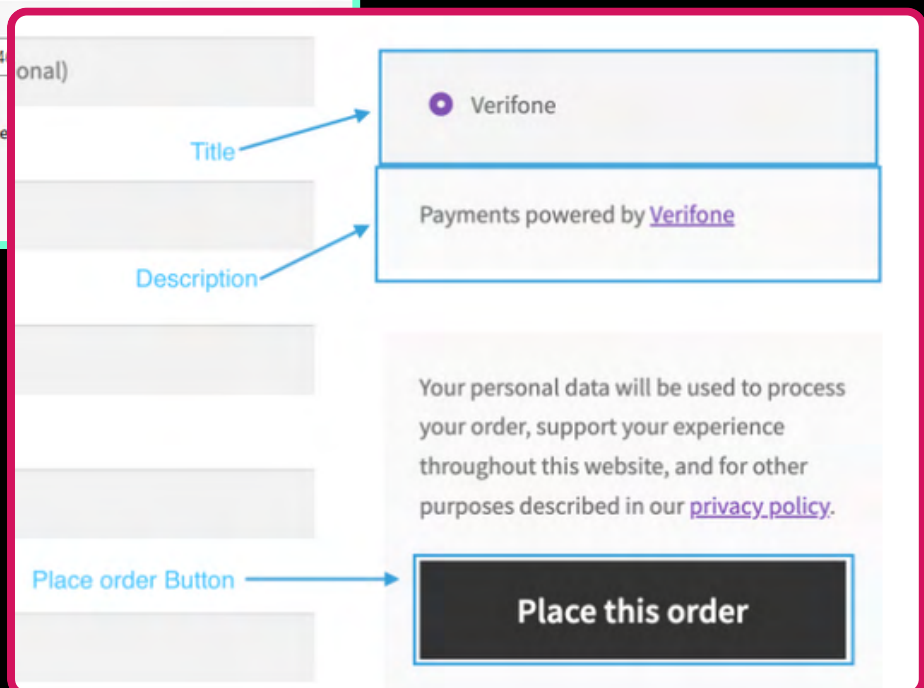 onal)
Verifone
Title
Payments powered by Verifone
Description
Your personal data will be used to process
your order, support your experience
throughout this website, and for other
purposes described in our privacy policy.
Place order Button
Place this order